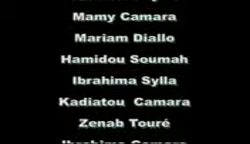 Mamy Camara
Mariam Diallo
Hamidou Soumah
Ibrahima Sylla
Kadiatou Camara
Zenab Touré